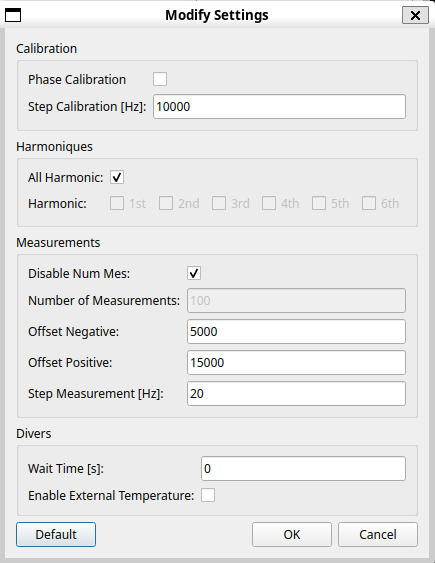 Modify Settings
Calibration
Phase Calibration
Step Calibration [Hz]: 10000
Harmoniques
All Harmonic:
Harmonic: 1st 2nd 3rd 4th 5th 6th
Measurements
Disable Num Mes:
Number of Measurements: 100
Offset Negative: 5000
Offset Positive: 15000
Step Measurement [Hz]: 20
Divers
Wait Time [s]: 0
Enable External Temperature:
Default OK Cancel